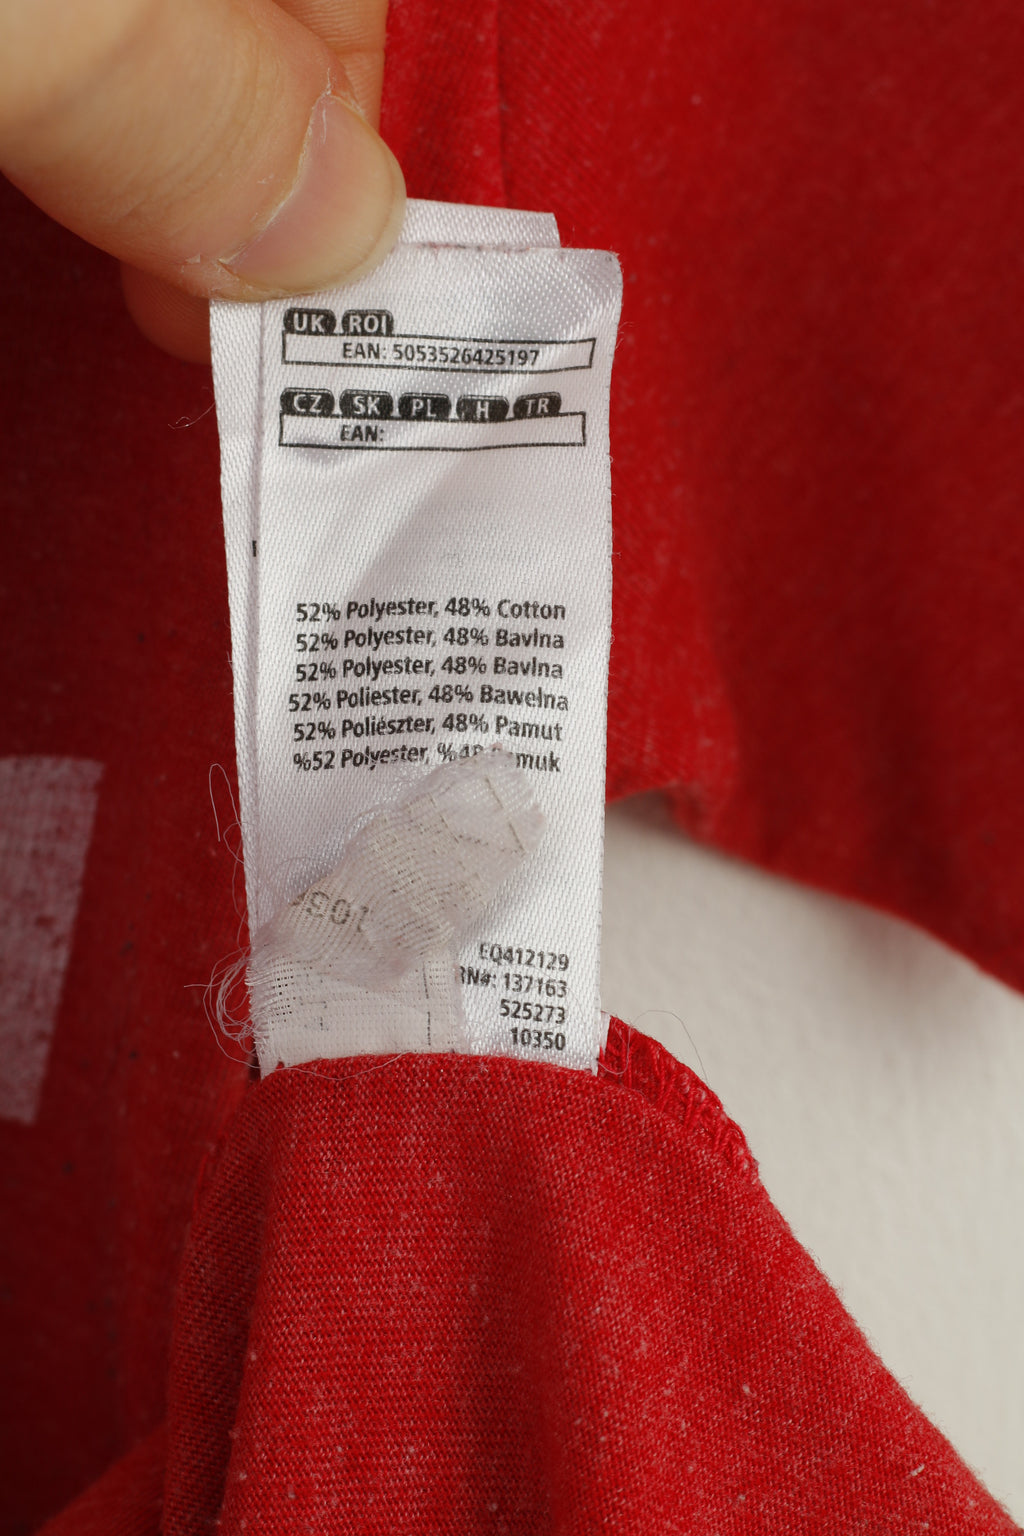 UK ROI
EAN: 5053526425197
CZ SK PL H TR
EAN:
52% Polyester, 48% Cotton
52% Polyester, 48% Bavlna
52% Polyester, 48% Bavlna
52% Poliester, 48% Bawełna
52% Poliészter, 48% Pamut
%52 Polyester, %48
EQ412129
RN#: 137163
525273
10350